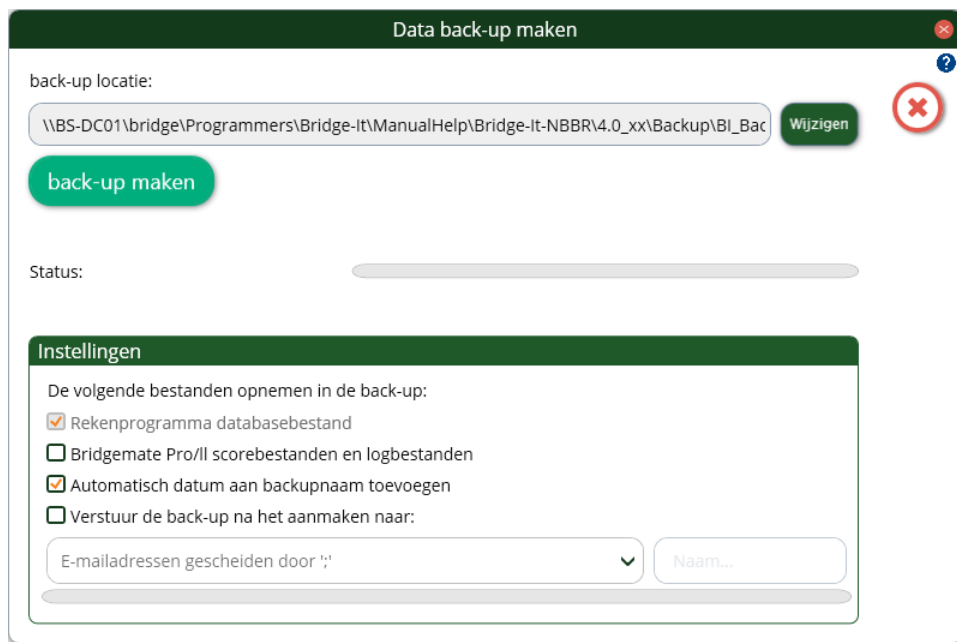 Data back-up maken
?
back-up locatie:
\\BS-DC01\bridge\Programmers\Bridge-It\ManualHelp\Bridge-It-NBBR\4.0_xx\Backup\BI_Bac
Wijzigen
back-up maken
Status:
Instellingen
De volgende bestanden opnemen in de back-up:
Rekenprogramma databasebestand
Bridgemate Pro/ll scorebestanden en logbestanden
Automatisch datum aan backupnaam toevoegen
Verstuur de back-up na het aanmaken naar:
E-mailadressen gescheiden door ';'
Naam...